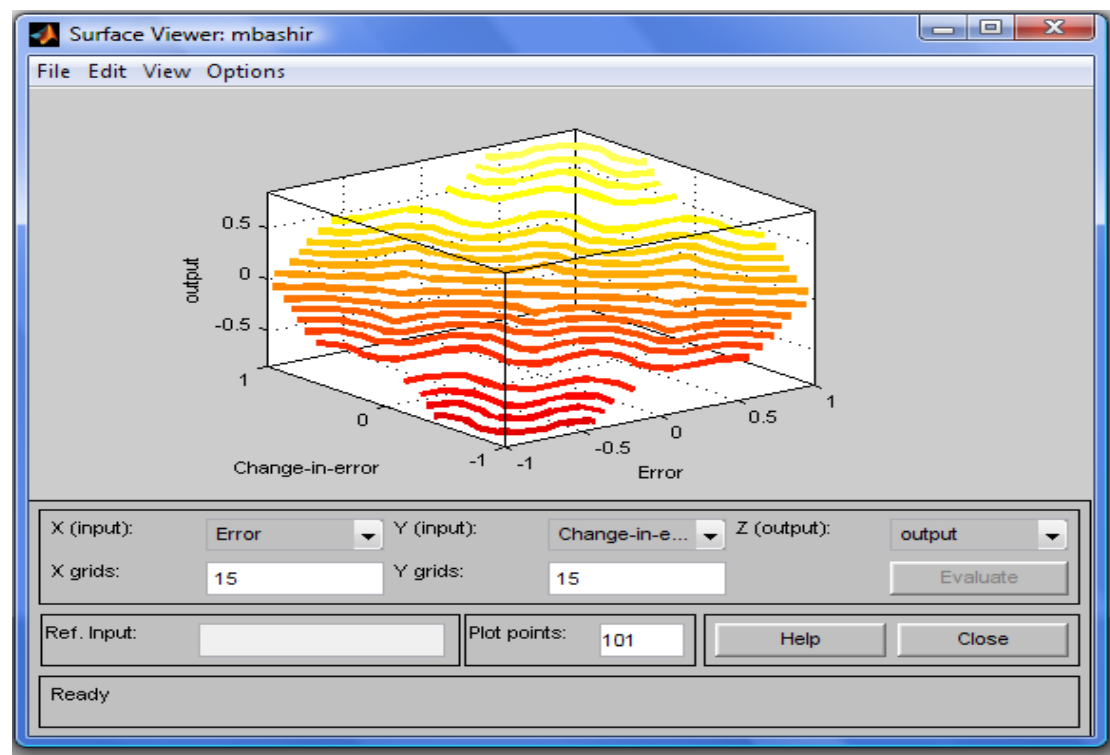 Surface Viewer: mbashir
File Edit View Options
0.5
0
-0.5
output
1
0
-1
Change-in-error
-1
-0.5
0
0.5
1
Error
X (input): Error Y (input): Change-in-e... Z (output): output
X grids: 15 Y grids: 15 Evaluate
Ref. Input: Plot points: 101 Help Close
Ready